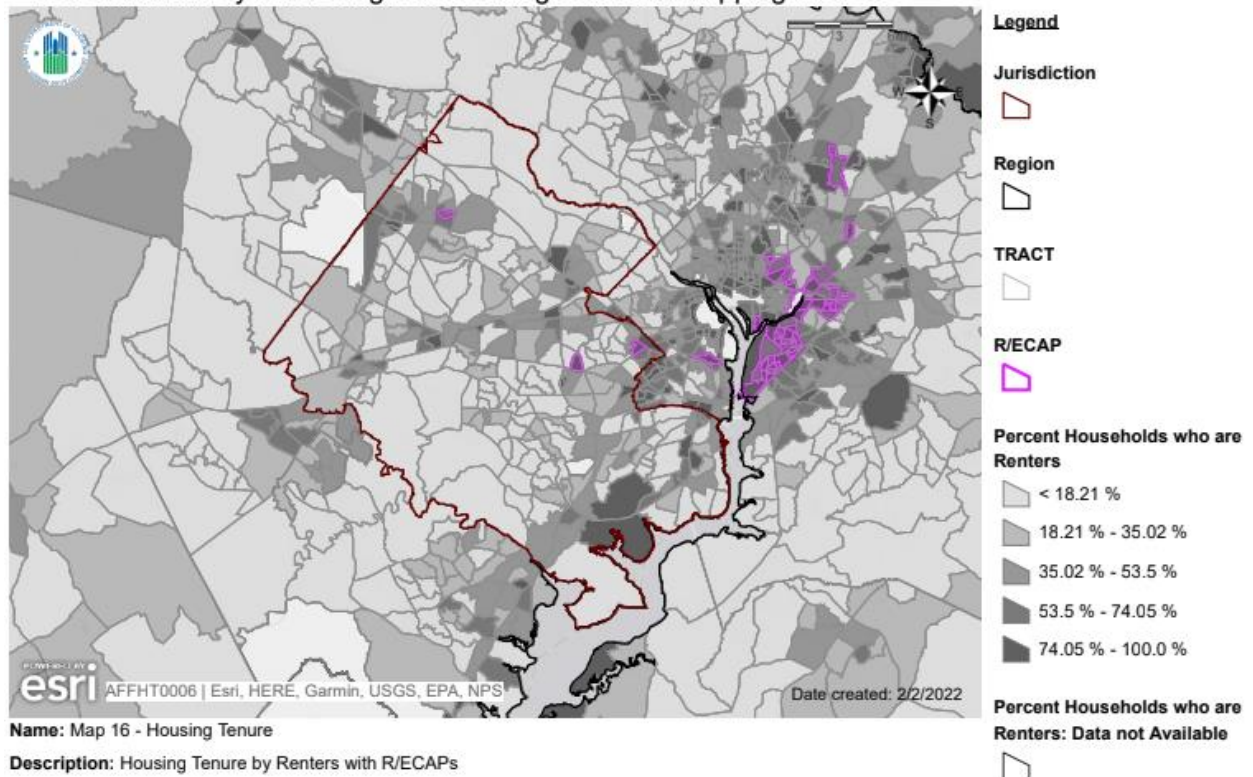 Legend
0 3
Jurisdiction
W E
S
Region
TRACT
R/ECAP
Percent Households who are
Renters
< 18.21 %
18.21 % - 35.02 %
35.02 % - 53.5 %
53.5 % - 74.05 %
74.05 % - 100.0 %
POWERED BY
esri
AFFHT0006 | Esri, HERE, Garmin, USGS, EPA, NPS
Date created: 2/2/2022
Percent Households who are
Renters: Data not Available
Name: Map 16 - Housing Tenure
Description: Housing Tenure by Renters with R/ECAPs